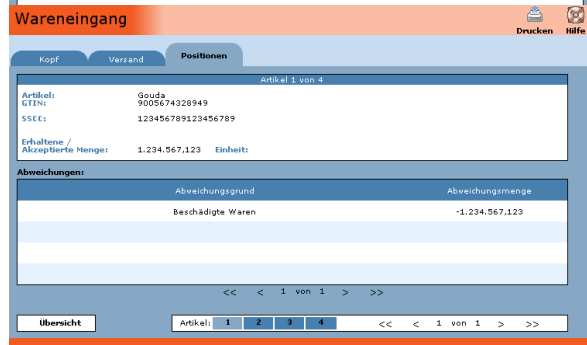 Wareneingang
Drucken Hilfe
Kopf Versand Positionen
Artikel 1 von 4
Artikel: Gouda
GTIN: 9005674328949
SSCC: 123456789123456789
Erhaltene /
Akzeptierte Menge: 1.234.567,123 Einheit:
Abweichungen:
Abweichungsgrund Abweichungsmenge
Beschädigte Waren -1.234.567,123
<< < 1 von 1 > >>
Übersicht Artikel: 1 2 3 4 << < 1 von 1 > >>